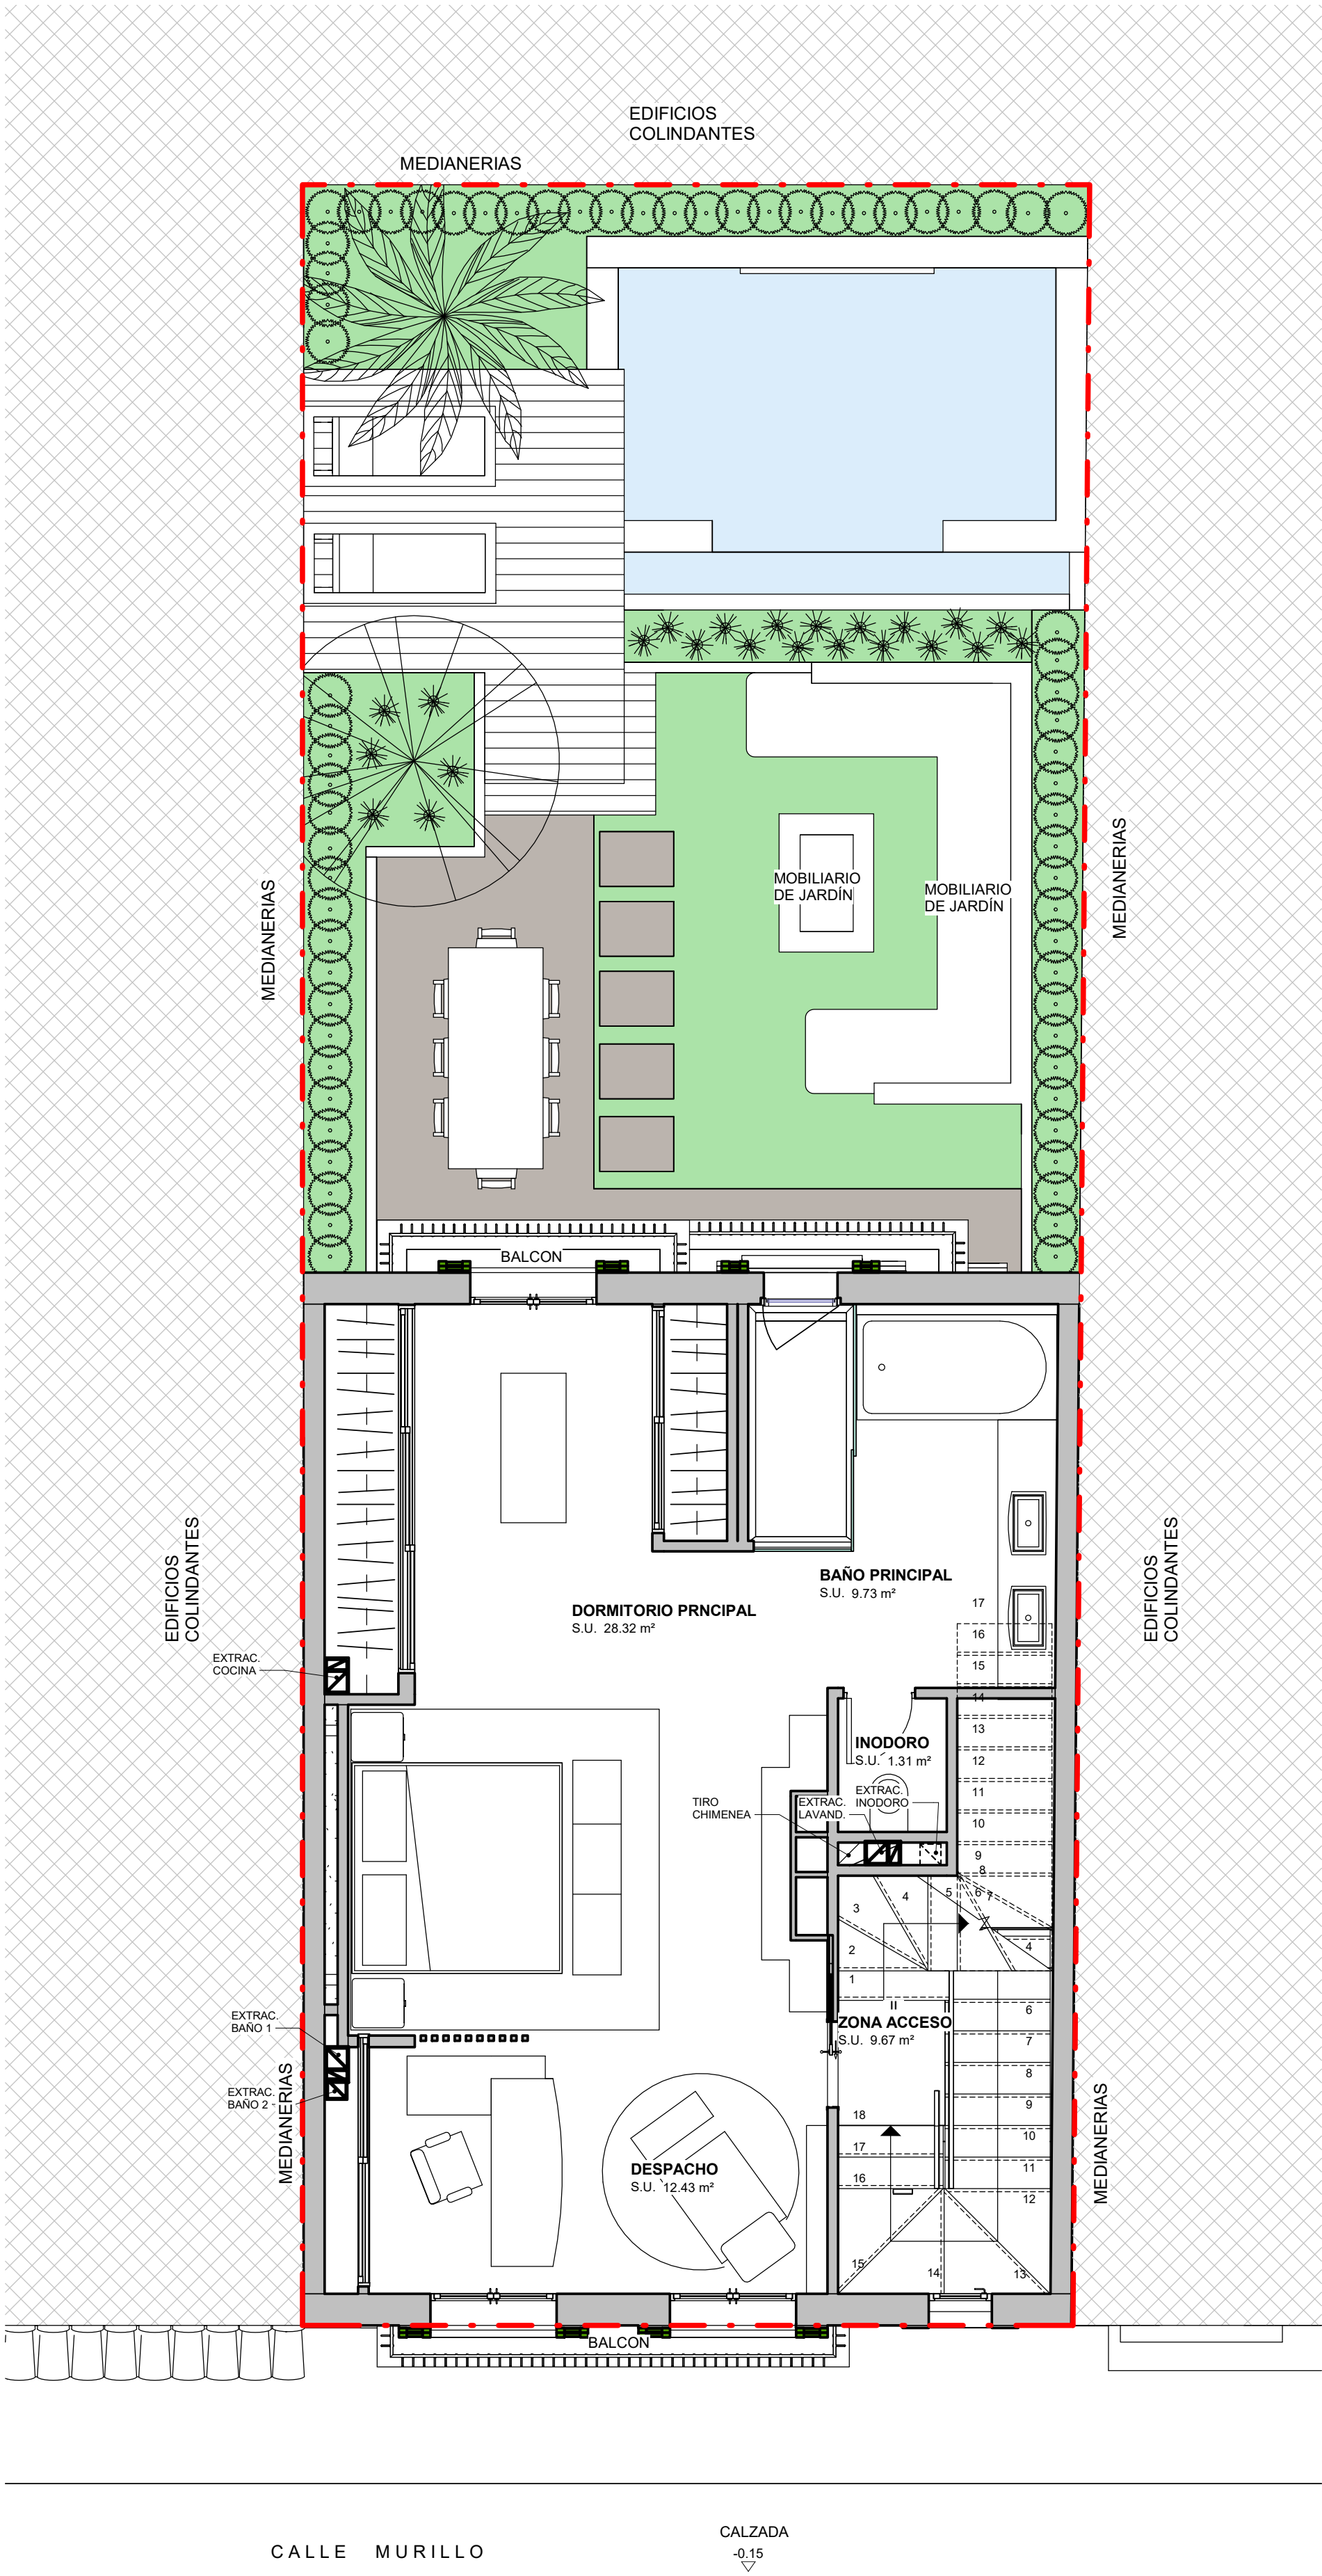 EDIFICIOS
COLINDANTES
MEDIANERIAS
MOBILIARIO
DE JARDÍN
MOBILIARIO
DE JARDÍN
MEDIANERIAS
MEDIANERIAS
BALCON
EDIFICIOS
COLINDANTES
EDIFICIOS
COLINDANTES
BAÑO PRINCIPAL
S.U. 9.73 m²
DORMITORIO PRNCIPAL
S.U. 28.32 m²
17
16
15
14
13
12
11
10
9
8
7
6
5
4
3
2
1
EXTRAC.
COCINA
INODORO
S.U. 1.31 m²
TIRO
CHIMENEA
EXTRAC.
LAVAND.
EXTRAC.
INODORO
4
6
7
8
9
10
11
12
13
14
15
16
17
18
II
ZONA ACCESO
S.U. 9.67 m²
EXTRAC.
BAÑO 1
EXTRAC.
BAÑO 2
MEDIANERIAS
MEDIANERIAS
DESPACHO
S.U. 12.43 m²
BALCON
CALLE MURILLO
CALZADA
-0.15